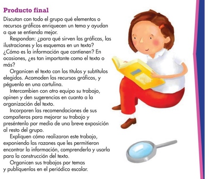 Producto final
Discutan con todo el grupo qué elementos o
recursos gráficos enriquecen un tema y ayudan
a que se entienda mejor.
Respondan: ¿para qué sirven los gráficos, las
ilustraciones y los esquemas en un texto?
¿Cómo es la información que contienen? En
ocasiones, ¿es tan importante como el texto o
más?
Organicen el texto con los títulos y subtítulos
elegidos. Acomoden los recursos gráficos, y
péguenlo en una cartulina.
Intercambien con otro equipo su trabajo,
opinen y den sugerencias en cuanto a la
organización del texto.
Incorporen las recomendaciones de sus
compañeros para mejorar su trabajo y
preséntenlo por medio de una breve exposición
al resto del grupo.
Expliquen cómo realizaron este trabajo,
exponiendo las razones que les permitieron
encontrar la información, comprenderla y usarla
para la construcción del texto.
Organicen sus trabajos por temas
y publíquenlos en el periódico escolar.